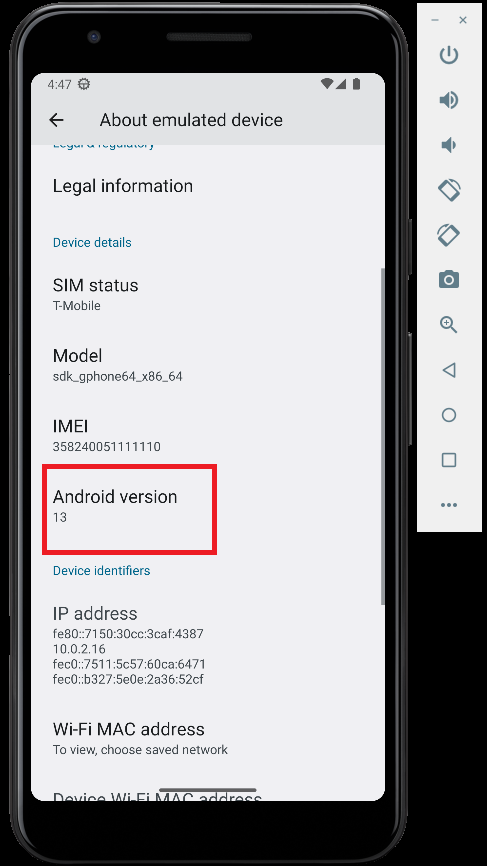 4:47
About emulated device
Legal & regulatory
Legal information
Device details
SIM status
T-Mobile
Model
sdk_gphone64_x86_64
IMEI
358240051111110
Android version
13
Device identifiers
IP address
fe80::7150:30cc:3caf:4387
10.0.2.16
fec0::7511:5c57:60ca:6471
fec0::b327:5e0e:2a36:52cf
Wi-Fi MAC address
To view, choose saved network
Device Wi-Fi MAC address